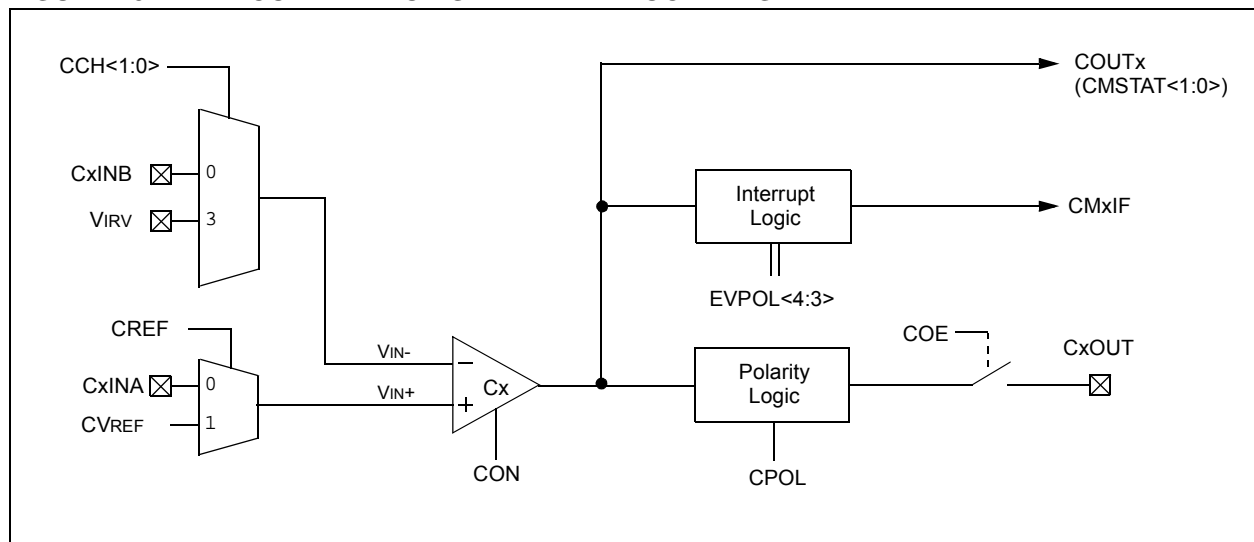 CCH<1:0>
COUTx
(CMSTAT<1:0>)
CxINB
0
VIRV
3
Interrupt
Logic
CMxIF
EVPOL<4:3>
CREF
COE
CxOUT
CxINA
0
CVREF
1
VIN-
VIN+
−
+
Cx
Polarity
Logic
CON
CPOL